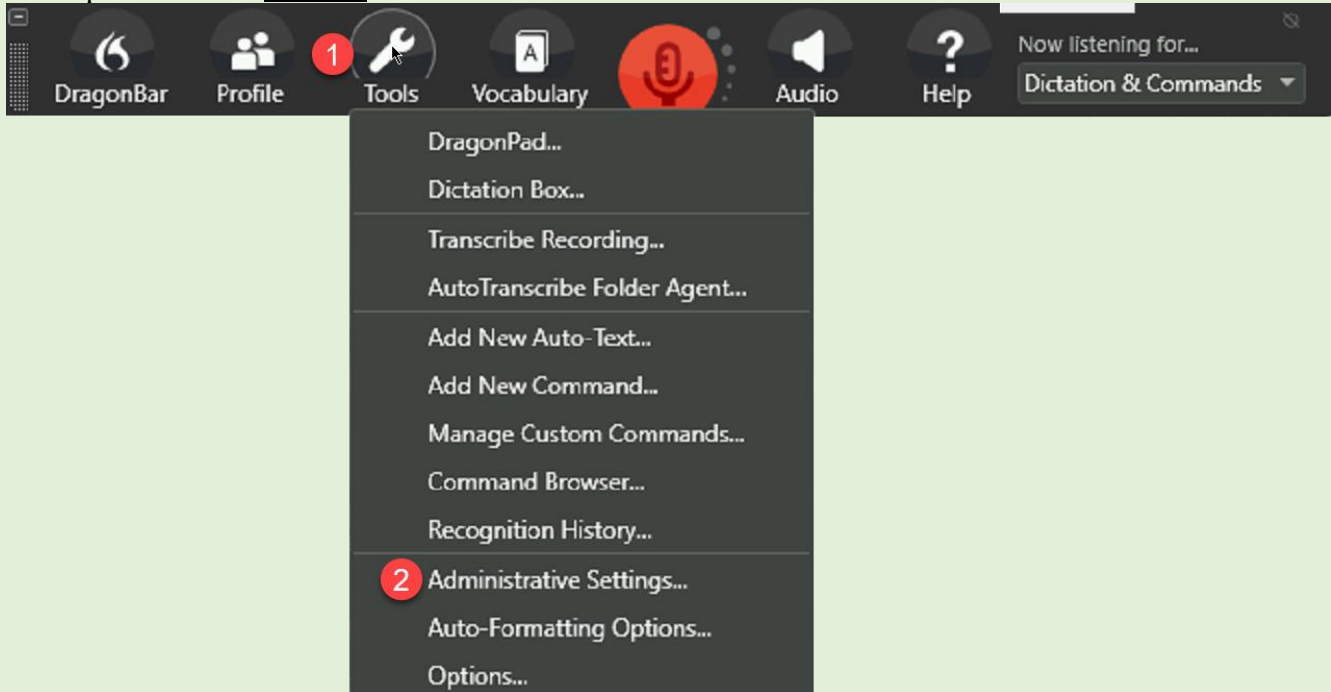 DragonBar Profile 1 Tools Vocabulary A Audio ? Help Now listening for...
Dictation & Commands
DragonPad...
Dictation Box...
Transcribe Recording...
AutoTranscribe Folder Agent...
Add New Auto-Text...
Add New Command...
Manage Custom Commands...
Command Browser...
Recognition History...
2 Administrative Settings...
Auto-Formatting Options...
Options...